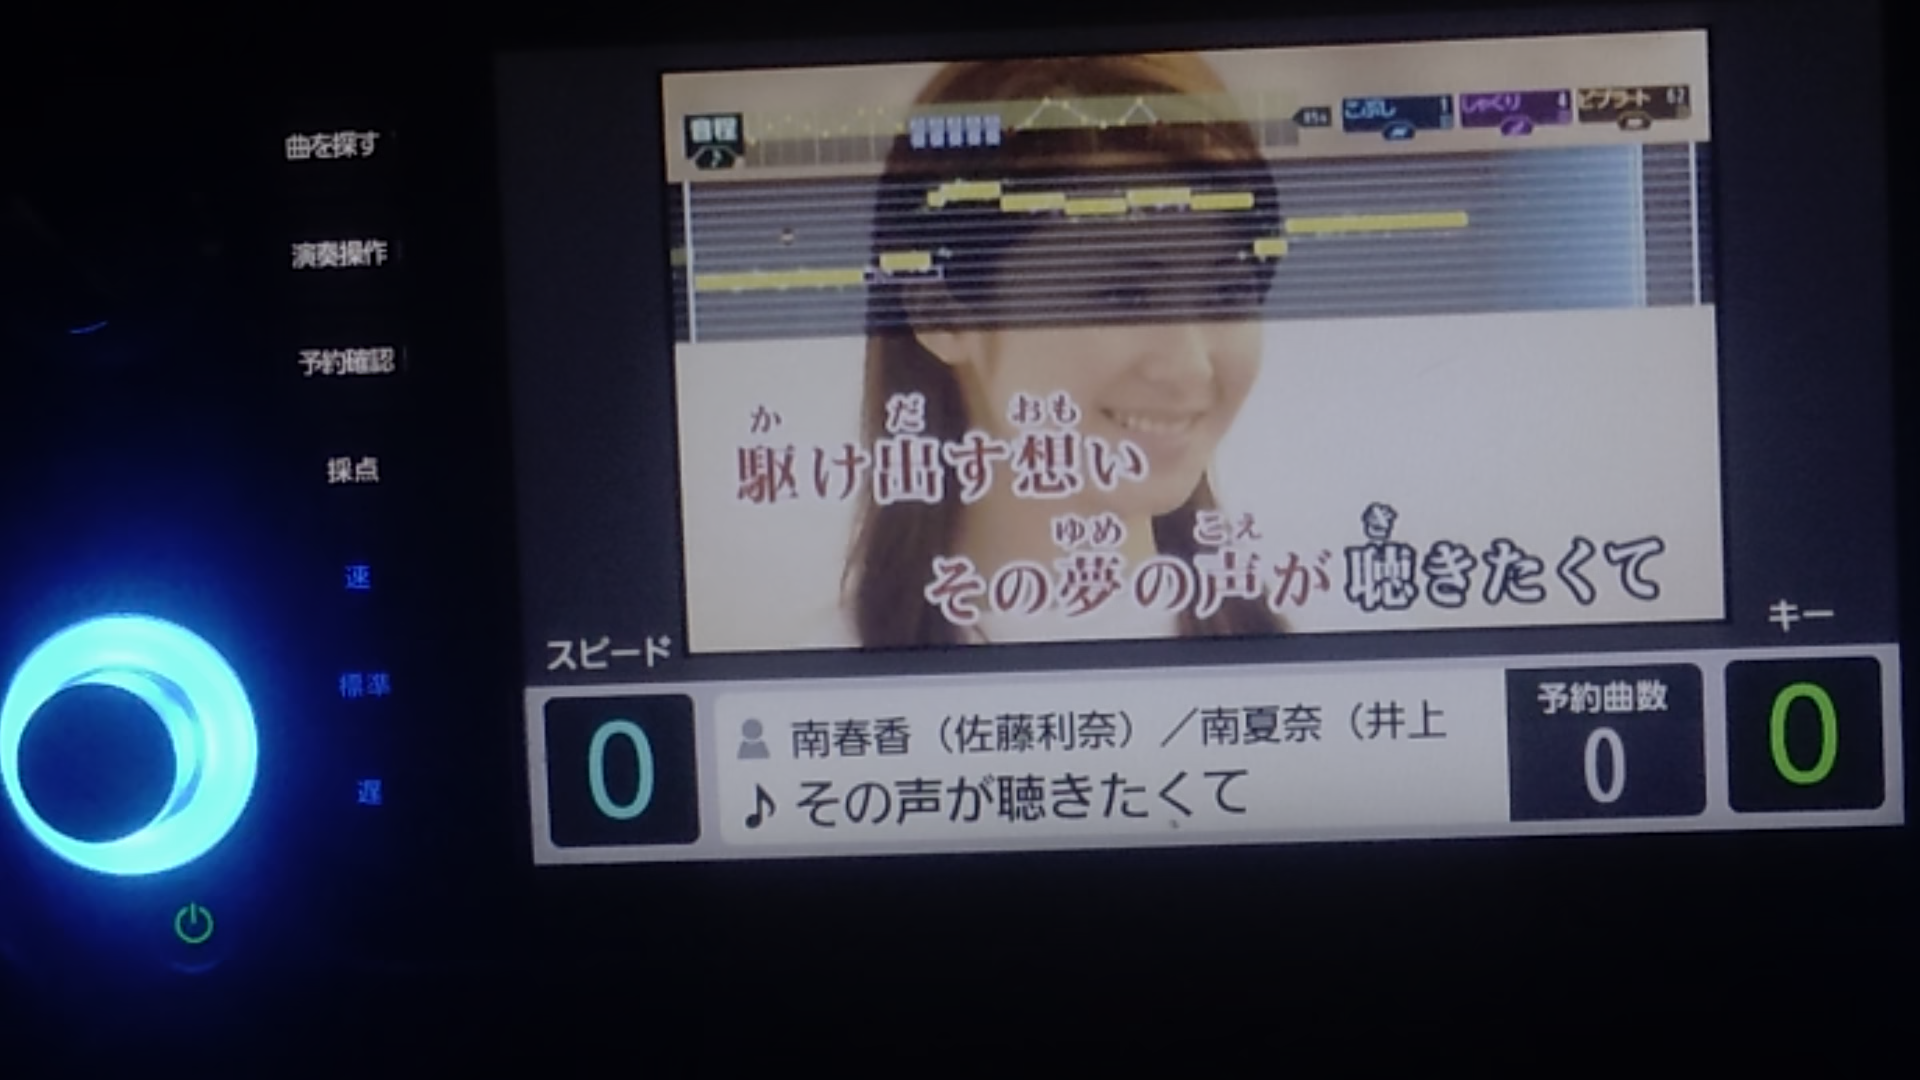 曲を探す
演奏操作
予約確認
採点
速
標準
遅
音程
こぶし 1
しゃくり 4
ビブラート 62
か だ おも
駆け出す想い
ゆめ こえ き
その夢の声が聴きたくて
スピード
0
南春香（佐藤利奈）／南夏奈（井上
♪その声が聴きたくて
予約曲数
0
キー
0